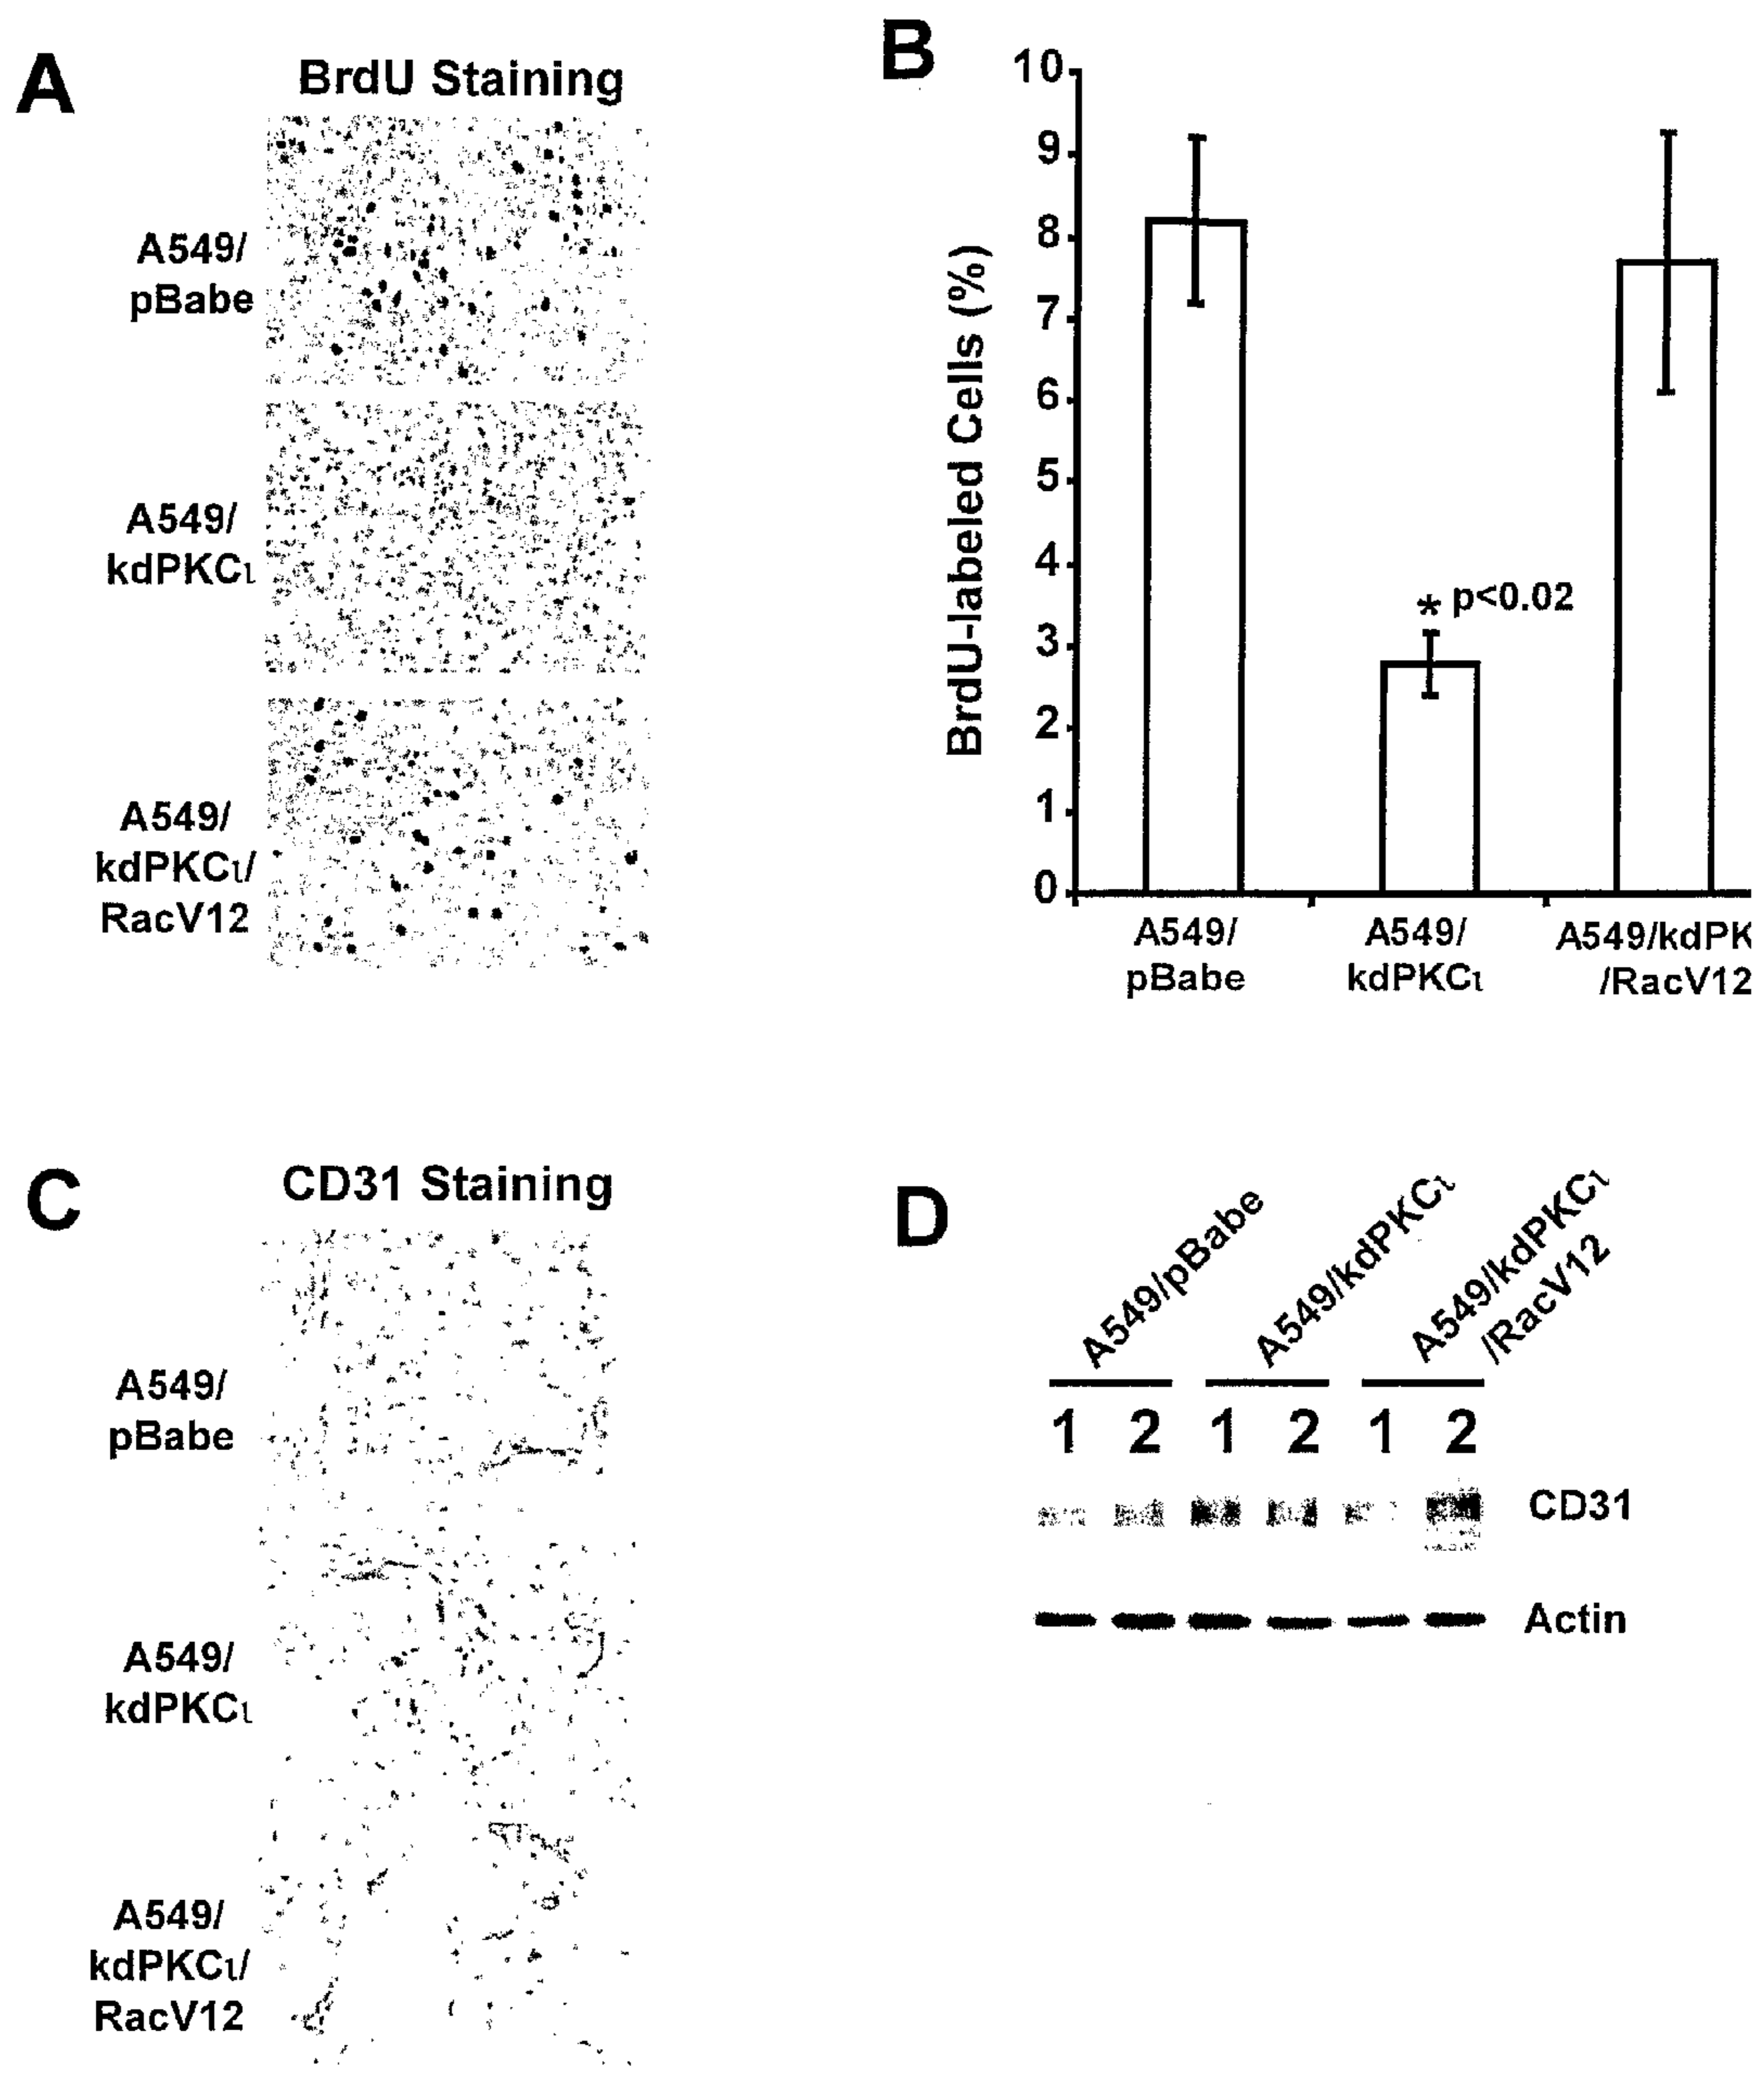 A
BrdU Staining
A549/
pBabe
A549/
kdPKCι
A549/
kdPKCι/
RacV12
B
BrdU-labeled Cells (%)
10
9
8
7
6
5
4
3
2
1
0
* p<0.02
A549/
pBabe
A549/
kdPKCι
A549/kdPK
/RacV12
C
CD31 Staining
A549/
pBabe
A549/
kdPKCι
A549/
kdPKCι/
RacV12
D
A549/pBabe
A549/kdPKCι
A549/kdPKCι
/RacV12
1 2 1 2 1 2
CD31
Actin